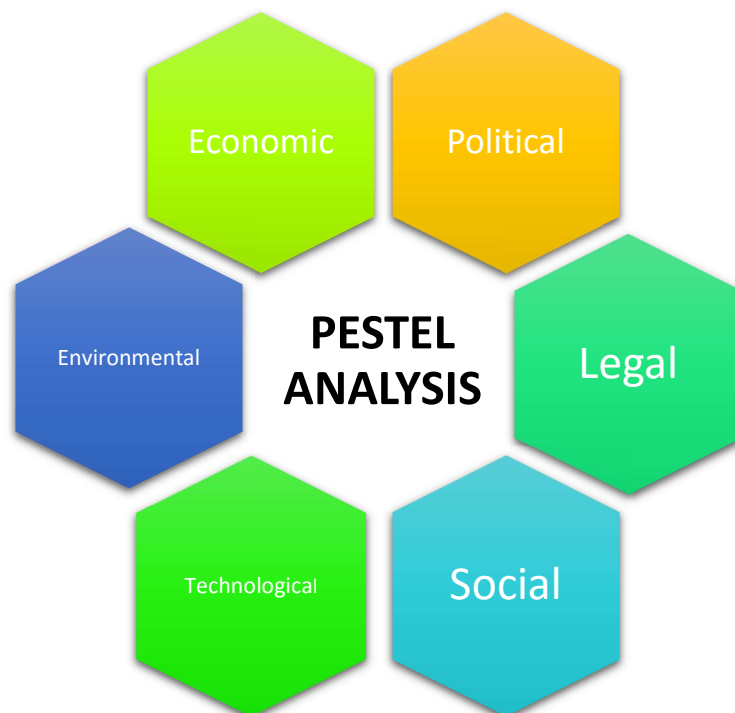 Economic
Political
Environmental
PESTEL
ANALYSIS
Legal
Technological
Social